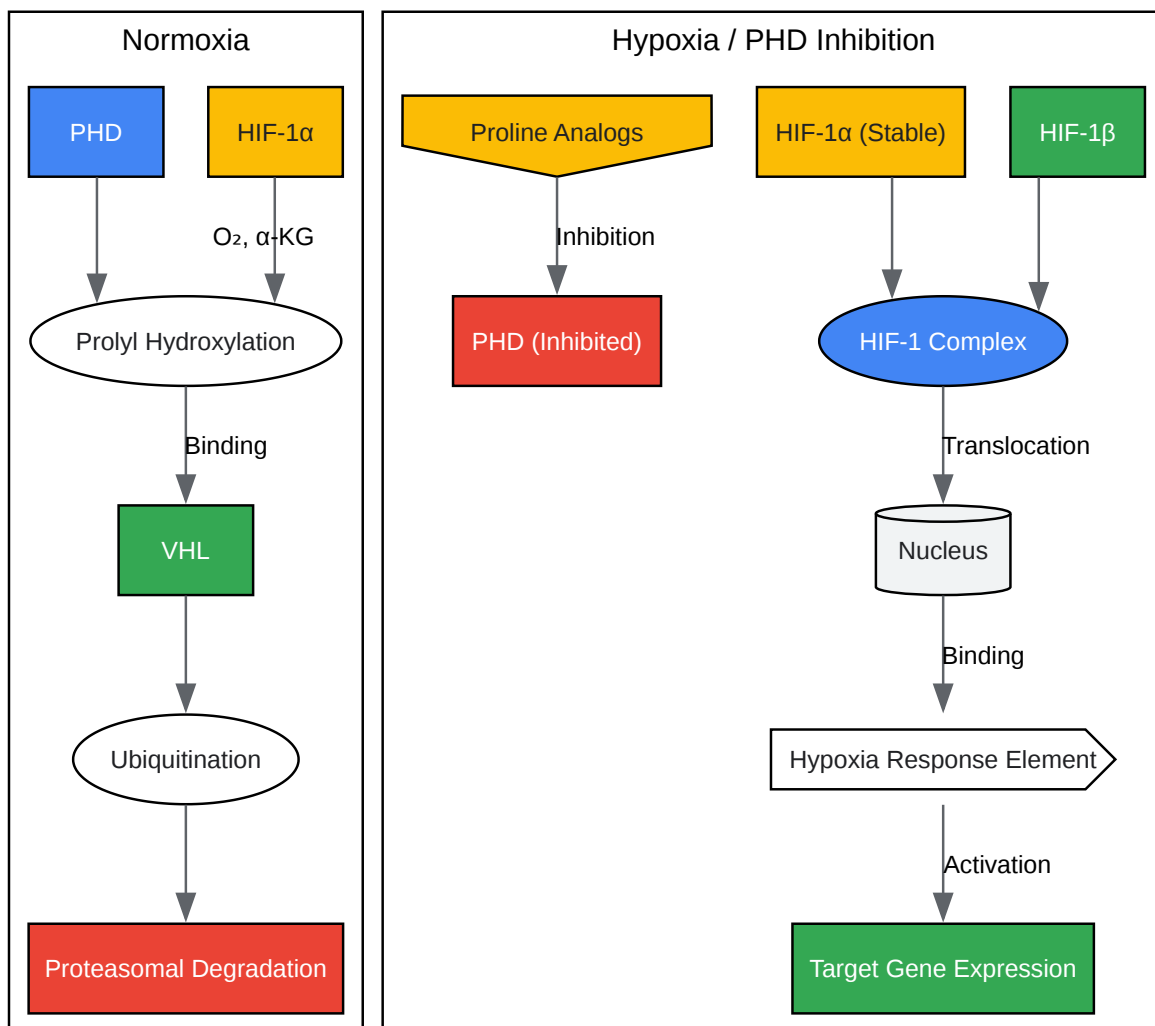 Normoxia
PHD
HIF-1α
O₂, α-KG
Prolyl Hydroxylation
Binding
VHL
Ubiquitination
Proteasomal Degradation
Hypoxia / PHD Inhibition
Proline Analogs
HIF-1α (Stable)
HIF-1β
Inhibition
PHD (Inhibited)
HIF-1 Complex
Translocation
Nucleus
Binding
Hypoxia Response Element
Activation
Target Gene Expression